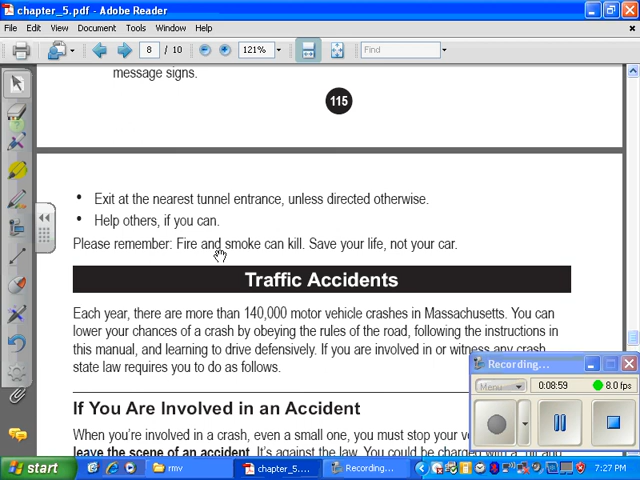 chapter_5.pdf - Adobe Reader
File Edit View Document Tools Window Help
8 / 10 121% Find
message signs.
115
• Exit at the nearest tunnel entrance, unless directed otherwise.
• Help others, if you can.
Please remember: Fire and smoke can kill. Save your life, not your car.
Traffic Accidents
Each year, there are more than 140,000 motor vehicle crashes in Massachusetts. You can
lower your chances of a crash by obeying the rules of the road, following the instructions in
this manual, and learning to drive defensively. If you are involved in or witness any crash,
state law requires you to do as follows.
Recording...
Menu 0:08:59 8.0 fps
If You Are Involved in an Accident
When you're involved in a crash, even a small one, you must stop your
leave the scene of an accident. It's against the law. You could be charged with a
start rmv chapter_5.... Recording... 7:27 PM